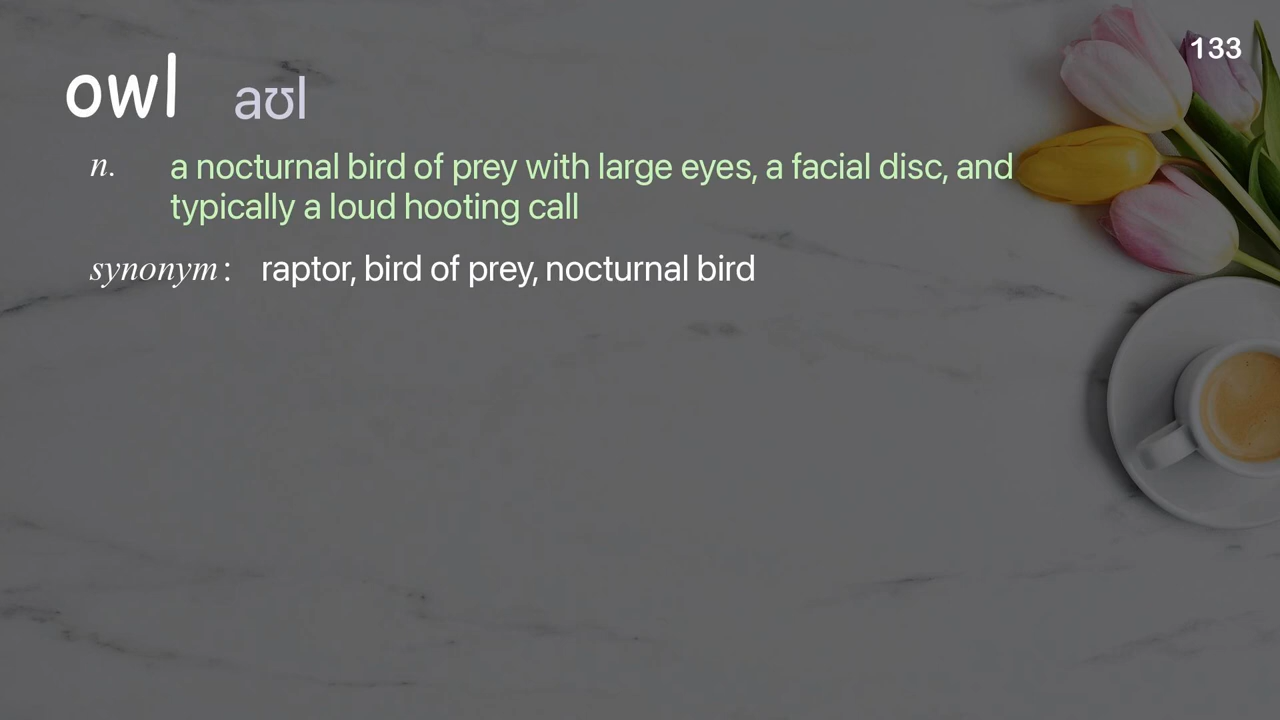 133
owl aʊl
n. a nocturnal bird of prey with large eyes, a facial disc, and
typically a loud hooting call
synonym: raptor, bird of prey, nocturnal bird